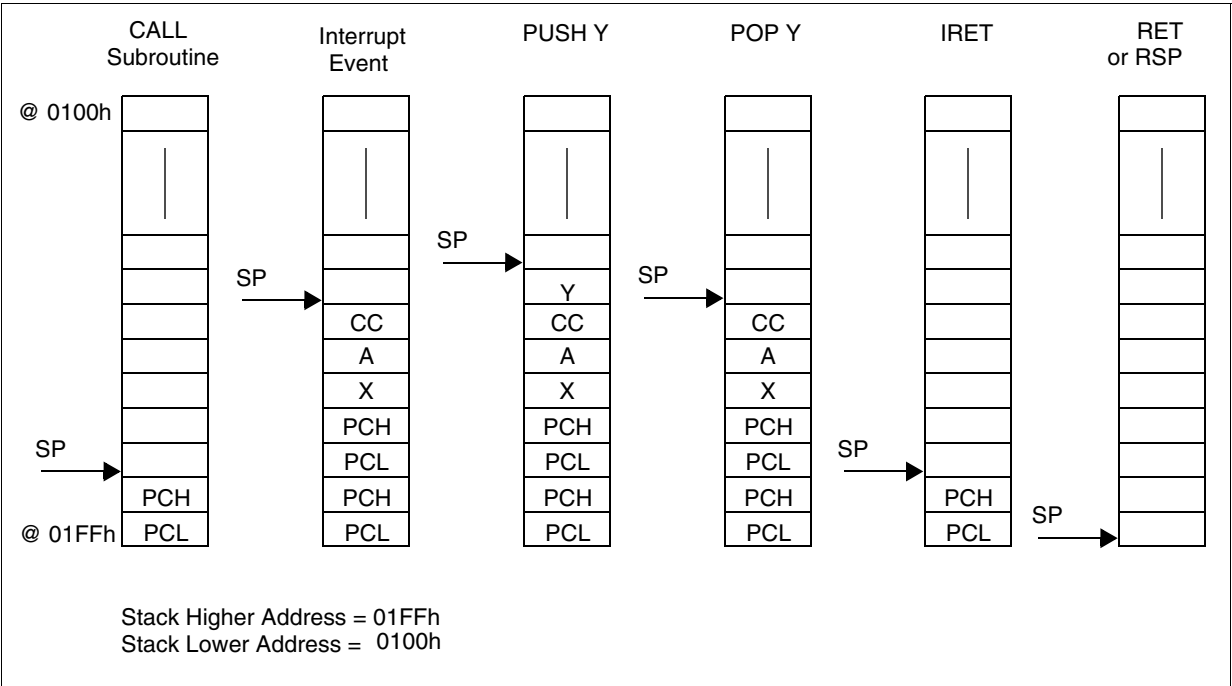 CALL
Subroutine
Interrupt
Event
PUSH Y
POP Y
IRET
RET
or RSP
@ 0100h
SP
SP
SP
Y
CC
CC
CC
A
A
A
X
X
X
PCH
PCH
PCH
SP
SP
PCL
PCL
PCL
PCH
PCH
PCH
PCH
PCH
SP
@ 01FFh
PCL
PCL
PCL
PCL
PCL
Stack Higher Address = 01FFh
Stack Lower Address = 0100h